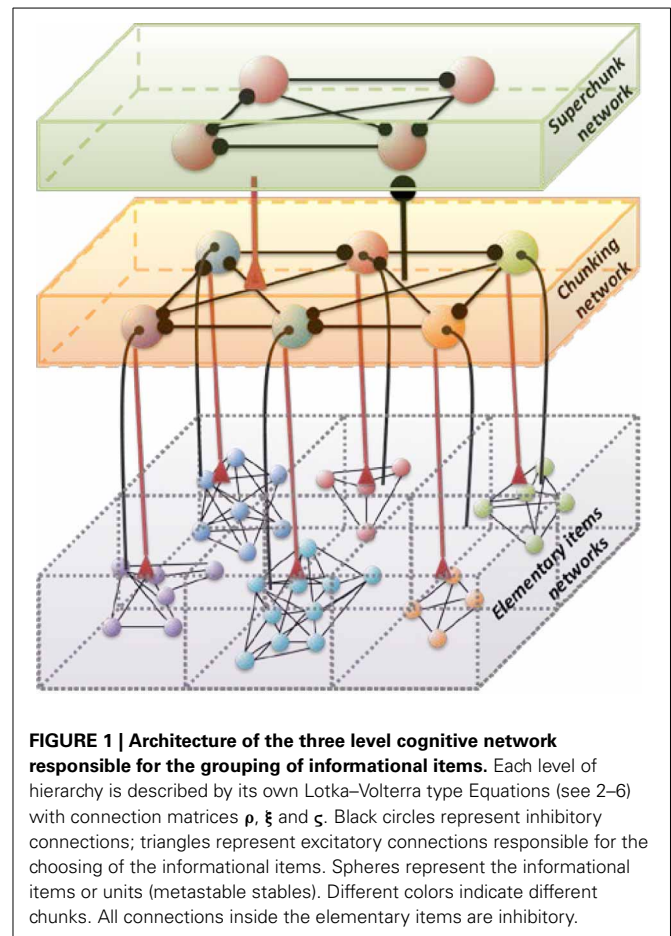 Superchunk
network
Chunking
network
Elementary items
networks
FIGURE 1 | Architecture of the three level cognitive network
responsible for the grouping of informational items. Each level of
hierarchy is described by its own Lotka–Volterra type Equations (see 2–6)
with connection matrices ρ, ξ and ς. Black circles represent inhibitory
connections; triangles represent excitatory connections responsible for the
choosing of the informational items. Spheres represent the informational
items or units (metastable stables). Different colors indicate different
chunks. All connections inside the elementary items are inhibitory.